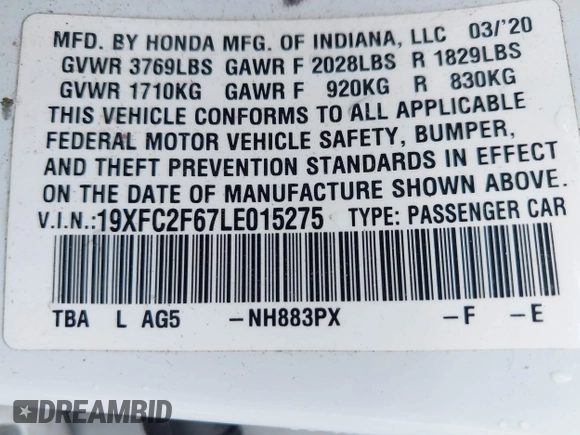 MFD. BY HONDA MFG. OF INDIANA, LLC 03/'20
GVWR 3769LBS GAWR F 2028LBS R 1829LBS
GVWR 1710KG GAWR F 920KG R 830KG
THIS VEHICLE CONFORMS TO ALL APPLICABLE
FEDERAL MOTOR VEHICLE SAFETY, BUMPER,
AND THEFT PREVENTION STANDARDS IN EFFECT
ON THE DATE OF MANUFACTURE SHOWN ABOVE.
V.I.N.:19XFC2F67LE015275 TYPE: PASSENGER CAR
TBA L AG5 -NH883PX -F -E
DREAMBID